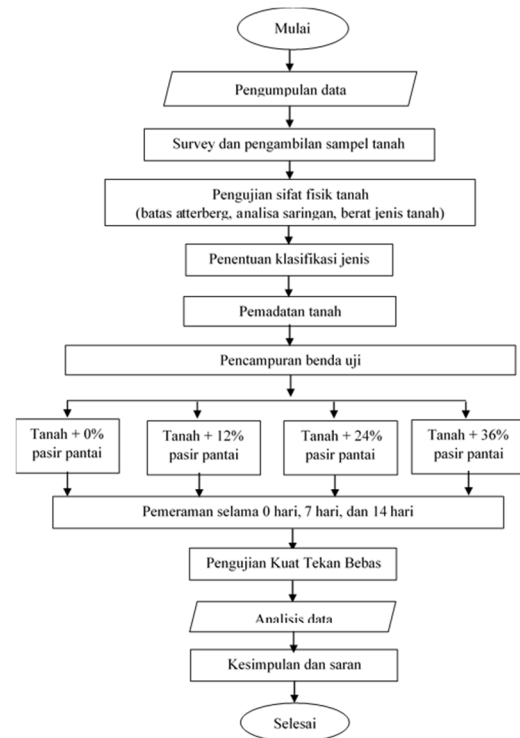 Mulai
Pengumpulan data
Survey dan pengambilan sampel tanah
Pengujian sifat fisik tanah
(batas atterberg, analisa saringan, berat jenis tanah)
Penentuan klasifikasi jenis
Pemadatan tanah
Pencampuran benda uji
Tanah + 0%
pasir pantai
Tanah + 12%
pasir pantai
Tanah + 24%
pasir pantai
Tanah + 36%
pasir pantai
Pemeraman selama 0 hari, 7 hari, dan 14 hari
Pengujian Kuat Tekan Bebas
Analisis data
Kesimpulan dan saran
Selesai